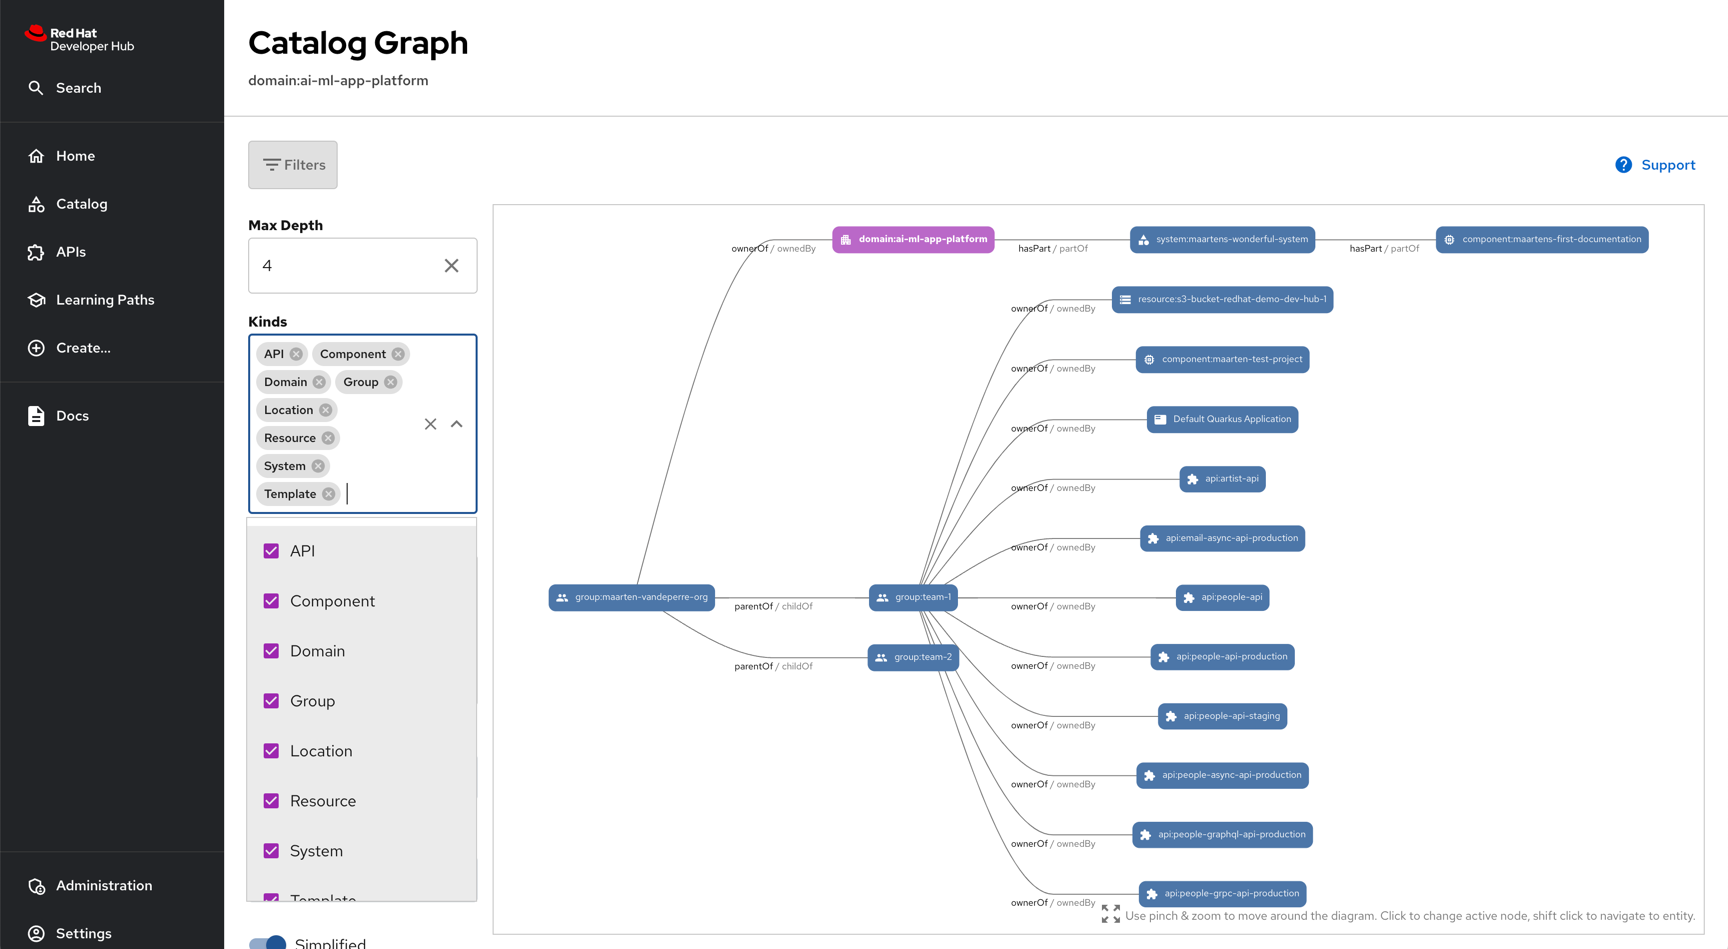 Red Hat
Developer Hub
Search
Home
Catalog
APIs
Learning Paths
Create...
Docs
Administration
Settings
Catalog Graph
domain:ai-ml-app-platform
Filters
Support
Max Depth
4
Kinds
API
Component
Domain
Group
Location
Resource
System
Template
API
Component
Domain
Group
Location
Resource
System
Template
Simplified
ownerOf / ownedBy
domain:ai-ml-app-platform
hasPart / partOf
system:maartens-wonderful-system
hasPart / partOf
component:maartens-first-documentation
ownerOf / ownedBy
resource:s3-bucket-redhat-demo-dev-hub-1
ownerOf / ownedBy
component:maarten-test-project
ownerOf / ownedBy
Default Quarkus Application
ownerOf / ownedBy
api:artist-api
ownerOf / ownedBy
api:email-async-api-production
group:maarten-vandeperre-org
parentOf / childOf
group:team-1
ownerOf / ownedBy
api:people-api
parentOf / childOf
group:team-2
ownerOf / ownedBy
api:people-api-production
ownerOf / ownedBy
api:people-api-staging
ownerOf / ownedBy
api:people-async-api-production
ownerOf / ownedBy
api:people-graphql-api-production
ownerOf / ownedBy
api:people-grpc-api-production
Use pinch & zoom to move around the diagram. Click to change active node, shift click to navigate to entity.